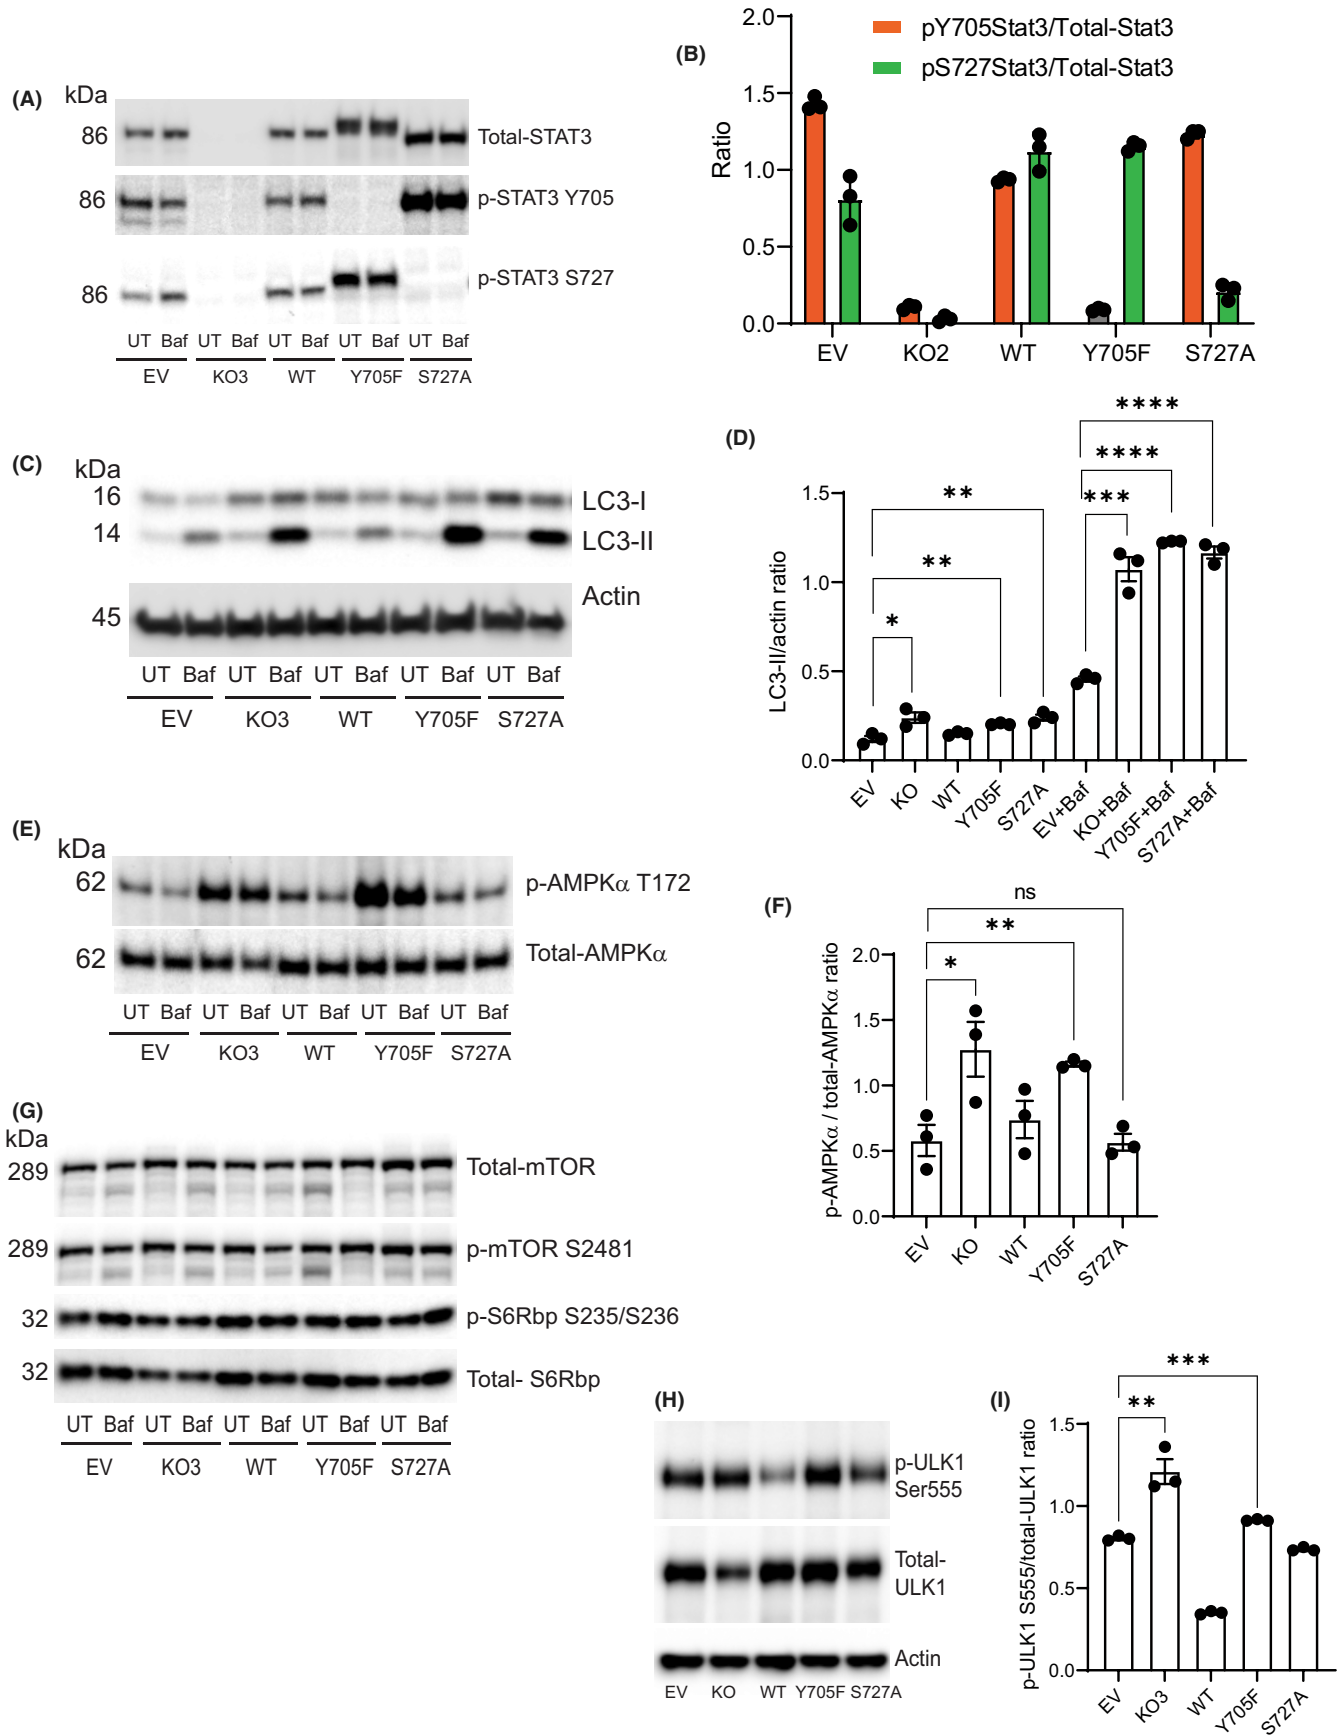 (A)
kDa
86
Total-STAT3
86
p-STAT3 Y705
86
p-STAT3 S727
UT Baf UT Baf UT Baf UT Baf UT Baf
EV KO3 WT Y705F S727A
(B)
pY705Stat3/Total-Stat3
pS727Stat3/Total-Stat3
Ratio
2.0
1.5
1.0
0.5
0.0
EV KO2 WT Y705F S727A
(C)
kDa
16
LC3-I
14
LC3-II
Actin
45
UT Baf UT Baf UT Baf UT Baf UT Baf
EV KO3 WT Y705F S727A
(D)
LC3-II/actin ratio
1.5
1.0
0.5
0.0
****
****
***
**
**
*
EV KO WT Y705F S727A EV+Baf KO+Baf Y705F+Baf S727A+Baf
(E)
kDa
62
p-AMPKα T172
62
Total-AMPKα
UT Baf UT Baf UT Baf UT Baf UT Baf
EV KO3 WT Y705F S727A
(F)
p-AMPKα / total-AMPKα ratio
2.0
1.5
1.0
0.5
0.0
ns
**
*
EV KO WT Y705F S727A
(G)
kDa
289
Total-mTOR
289
p-mTOR S2481
32
p-S6Rbp S235/S236
32
Total- S6Rbp
UT Baf UT Baf UT Baf UT Baf UT Baf
EV KO3 WT Y705F S727A
(H)
p-ULK1
Ser555
Total-
ULK1
Actin
EV KO WT Y705F S727A
(I)
p-ULK1 S555/total-ULK1 ratio
1.5
1.0
0.5
0.0
***
**
EV KO3 WT Y705F S727A